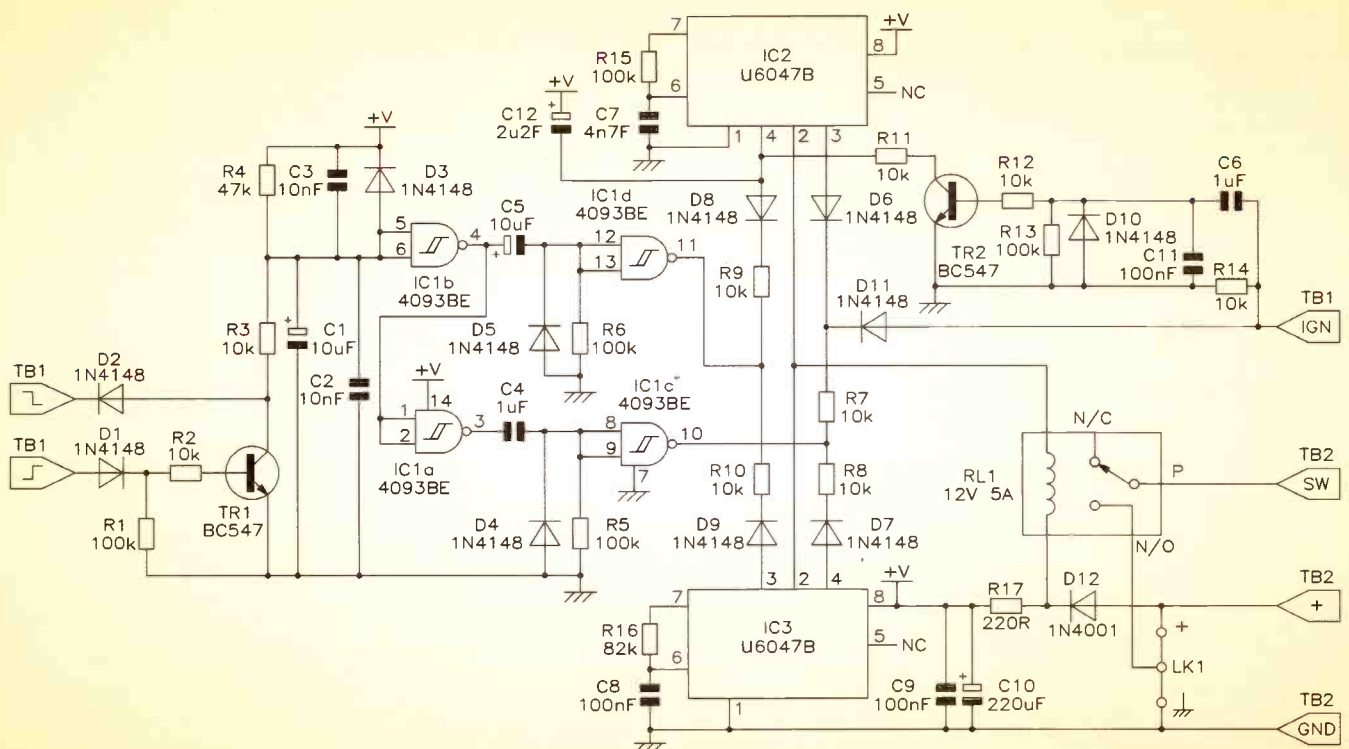 7
IC2
U6047B
8
+V
6
5
NC
1
4
2
3
R15
100k
C7
4n7F
+V
+
C12
2u2F
+V
R4
47k
C3
10nF
D3
1N4148
5
6
4
IC1b
4093BE
C5
10uF
+
IC1d
4093BE
12
13
11
D8
1N4148
D6
1N4148
R11
10k
TR2
BC547
R12
10k
R13
100k
D10
1N4148
C6
1uF
C11
100nF
R14
10k
TB1
IGN
D11
1N4148
R9
10k
R3
10k
+
C1
10uF
C2
10nF
D5
1N4148
R6
100k
TB1
D2
1N4148
TB1
D1
1N4148
R2
10k
R1
100k
TR1
BC547
+V
14
1
2
3
IC1a
4093BE
C4
1uF
IC1c
4093BE
8
9
10
7
D4
1N4148
R5
100k
R7
10k
R10
10k
R8
10k
D9
1N4148
D7
1N4148
N/C
P
N/O
RL1
12V 5A
TB2
SW
3
2
4
7
IC3
U6047B
8
+V
6
5
NC
1
R16
82k
C8
100nF
C9
100nF
+
C10
220uF
R17
220R
D12
1N4001
TB2
+
+
LK1
TB2
GND